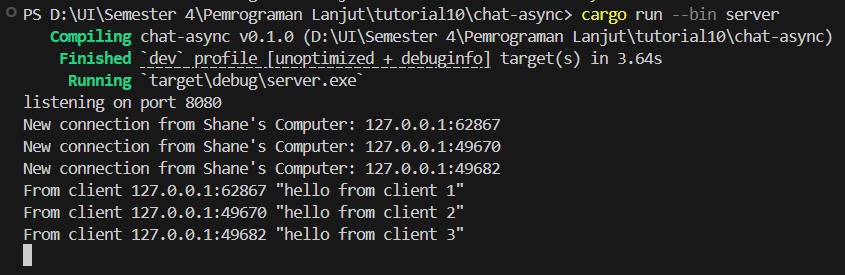 PS D:\UI\Semester 4\Pemrograman Lanjut\tutorial10\chat-async> cargo run --bin server
Compiling chat-async v0.1.0 (D:\UI\Semester 4\Pemrograman Lanjut\tutorial10\chat-async)
Finished `dev` profile [unoptimized + debuginfo] target(s) in 3.64s
Running `target\debug\server.exe`
listening on port 8080
New connection from Shane's Computer: 127.0.0.1:62867
New connection from Shane's Computer: 127.0.0.1:49670
New connection from Shane's Computer: 127.0.0.1:49682
From client 127.0.0.1:62867 "hello from client 1"
From client 127.0.0.1:49670 "hello from client 2"
From client 127.0.0.1:49682 "hello from client 3"